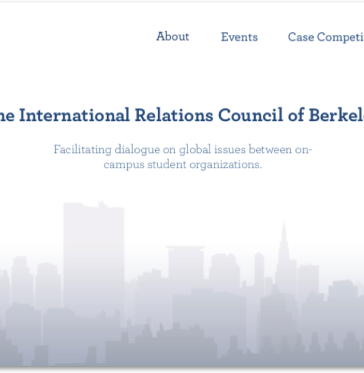 About Events Case Competi
he International Relations Council of Berkel
Facilitating dialogue on global issues between on-
campus student organizations.